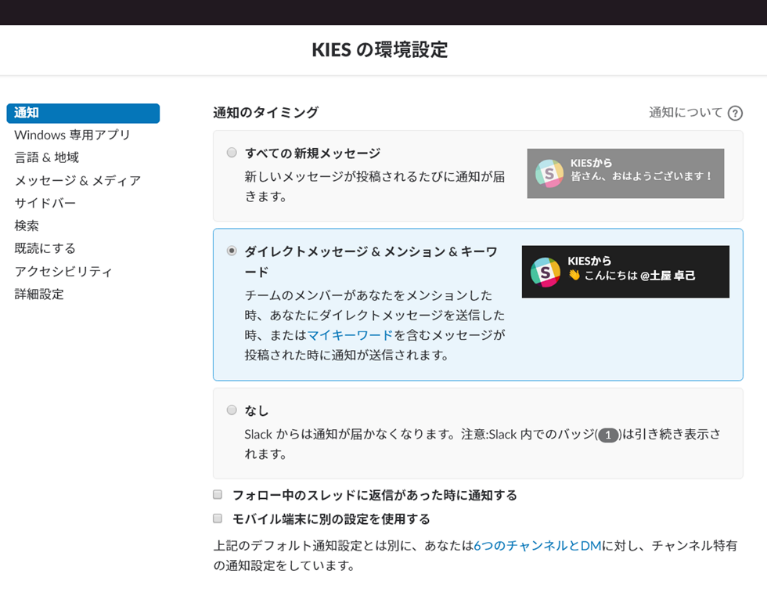 KIES の環境設定
通知
Windows 専用アプリ
言語 & 地域
メッセージ & メディア
サイドバー
検索
既読にする
アクセシビリティ
詳細設定
通知のタイミング
通知について ?
すべての新規メッセージ
新しいメッセージが投稿されるたびに通知が届
きます。
S
KIESから
皆さん、おはようございます！
ダイレクトメッセージ & メンション & キーワ
ード
チームのメンバーがあなたをメンションした
時、あなたにダイレクトメッセージを送信した
時、またはマイキーワードを含むメッセージが
投稿された時に通知が送信されます。
S
KIESから
👋 こんにちは @土屋 卓己
なし
Slack からは通知が届かなくなります。注意:Slack 内でのバッジ(1)は引き続き表示さ
れます。
フォロー中のスレッドに返信があった時に通知する
モバイル端末に別の設定を使用する
上記のデフォルト通知設定とは別に、あなたは6つのチャンネルとDMに対し、チャンネル特有
の通知設定をしています。